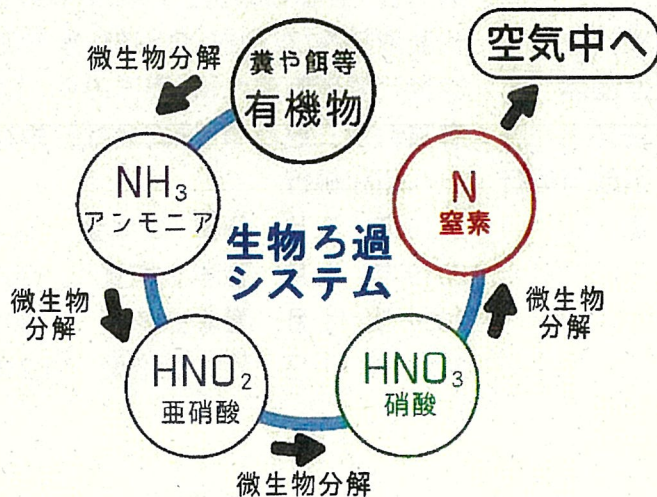 微生物分解
糞や餌等
有機物
空気中へ
NH₃
アンモニア
N
窒素
生物ろ過
システム
微生物
分解
微生物
分解
HNO₂
亜硝酸
HNO₃
硝酸
微生物分解